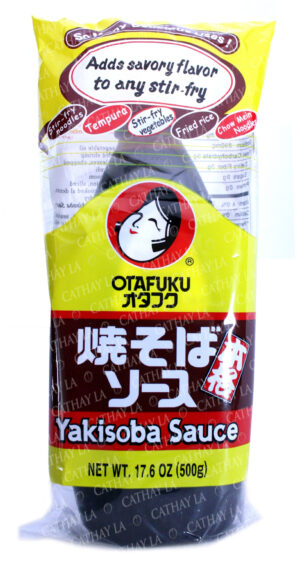 Adds savory flavor
to any stir-fry
Stir-fry
noodles
Tempura
Stir-fry
vegetables
Fried rice
Chow Mein
Noodles
®
OTAFUKU
オタフク
焼そば
ソース
Yakisoba Sauce
NET WT. 17.6 OZ (500g)
CATHAY LA